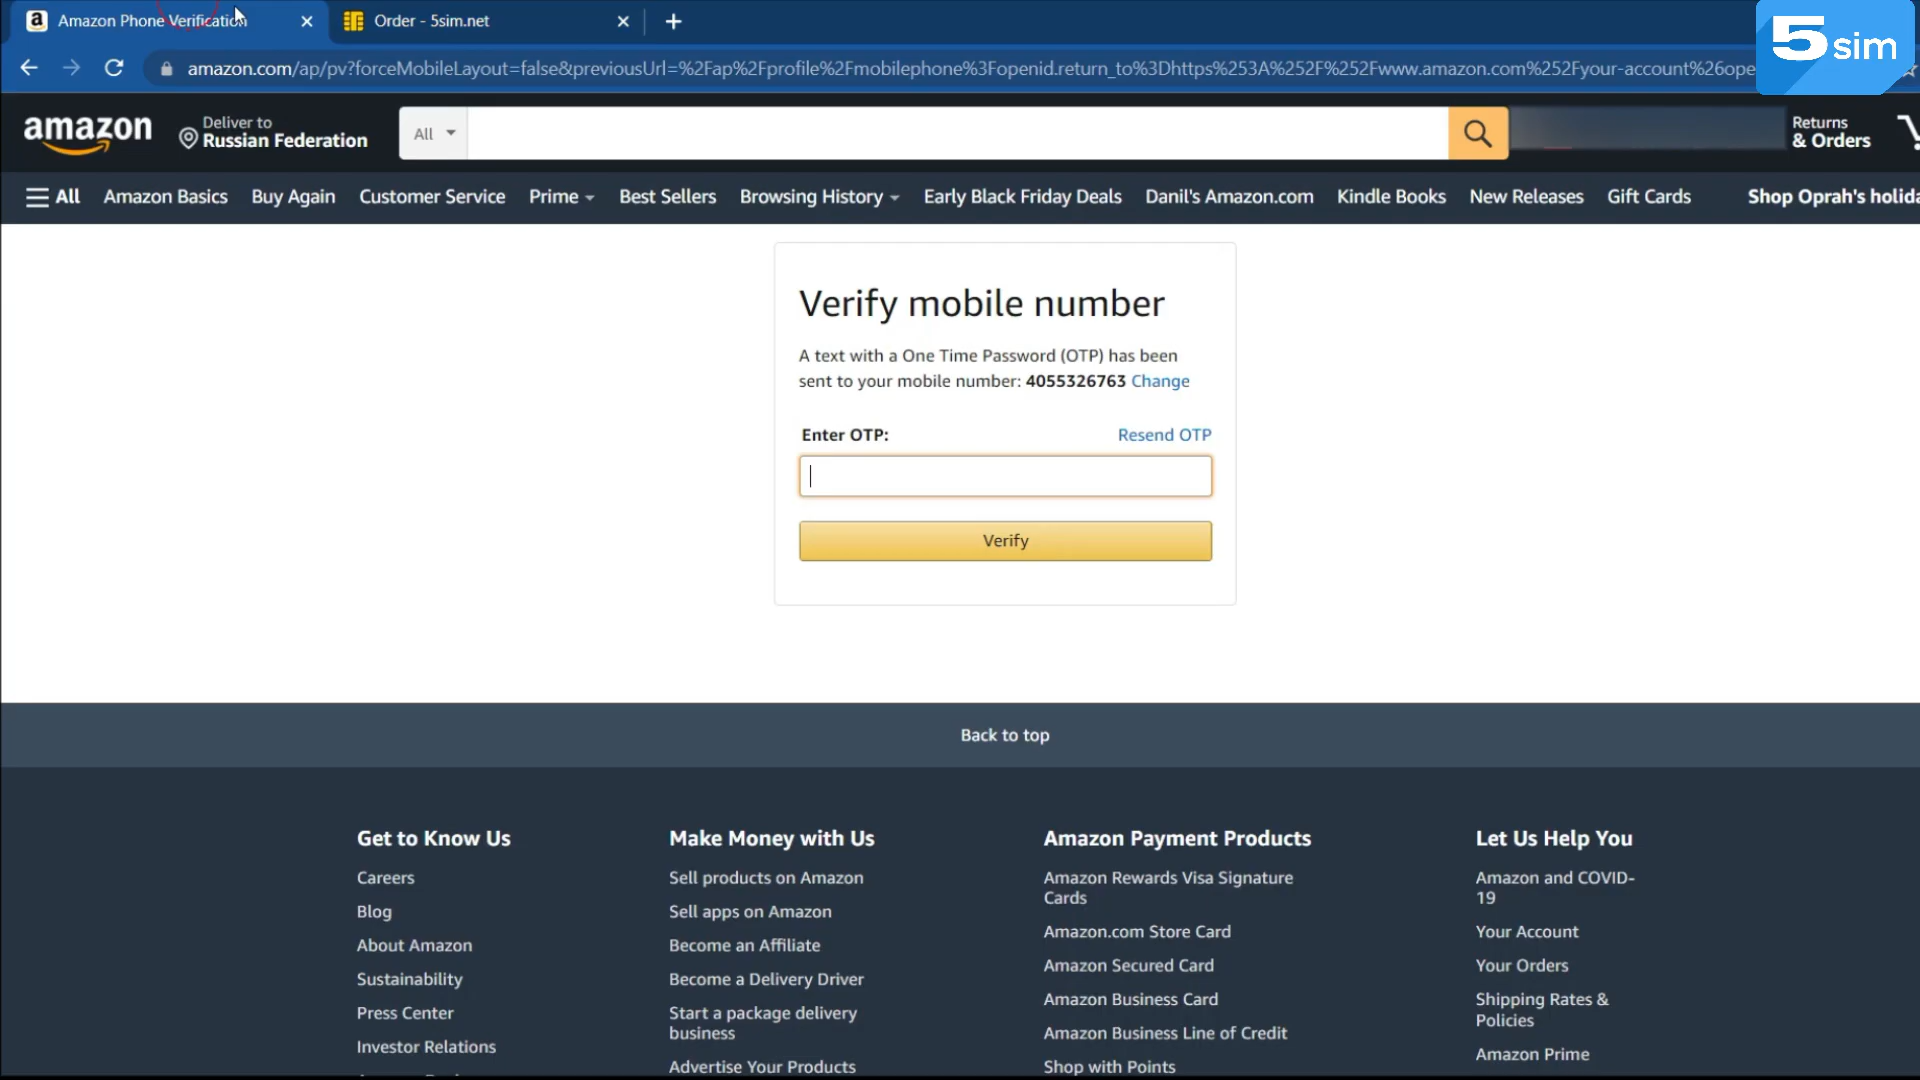 Amazon Phone Verification
Order - 5sim.net
5sim
amazon.com/ap/pv?forceMobileLayout=false&previousUrl=%2Fap%2Fprofile%2Fmobilephone%3Fopenid.return_to%3Dhttps%253A%252F%252Fwww.amazon.com%252Fyour-account%26ope
amazon
Deliver to
Russian Federation
All
Returns
& Orders
All
Amazon Basics
Buy Again
Customer Service
Prime
Best Sellers
Browsing History
Early Black Friday Deals
Danil's Amazon.com
Kindle Books
New Releases
Gift Cards
Shop Oprah's holida
Verify mobile number
A text with a One Time Password (OTP) has been
sent to your mobile number: 4055326763 Change
Enter OTP:
Resend OTP
Verify
Back to top
Get to Know Us
Careers
Blog
About Amazon
Sustainability
Press Center
Investor Relations
Make Money with Us
Sell products on Amazon
Sell apps on Amazon
Become an Affiliate
Become a Delivery Driver
Start a package delivery
business
Advertise Your Products
Amazon Payment Products
Amazon Rewards Visa Signature
Cards
Amazon.com Store Card
Amazon Secured Card
Amazon Business Card
Amazon Business Line of Credit
Shop with Points
Let Us Help You
Amazon and COVID-
19
Your Account
Your Orders
Shipping Rates &
Policies
Amazon Prime